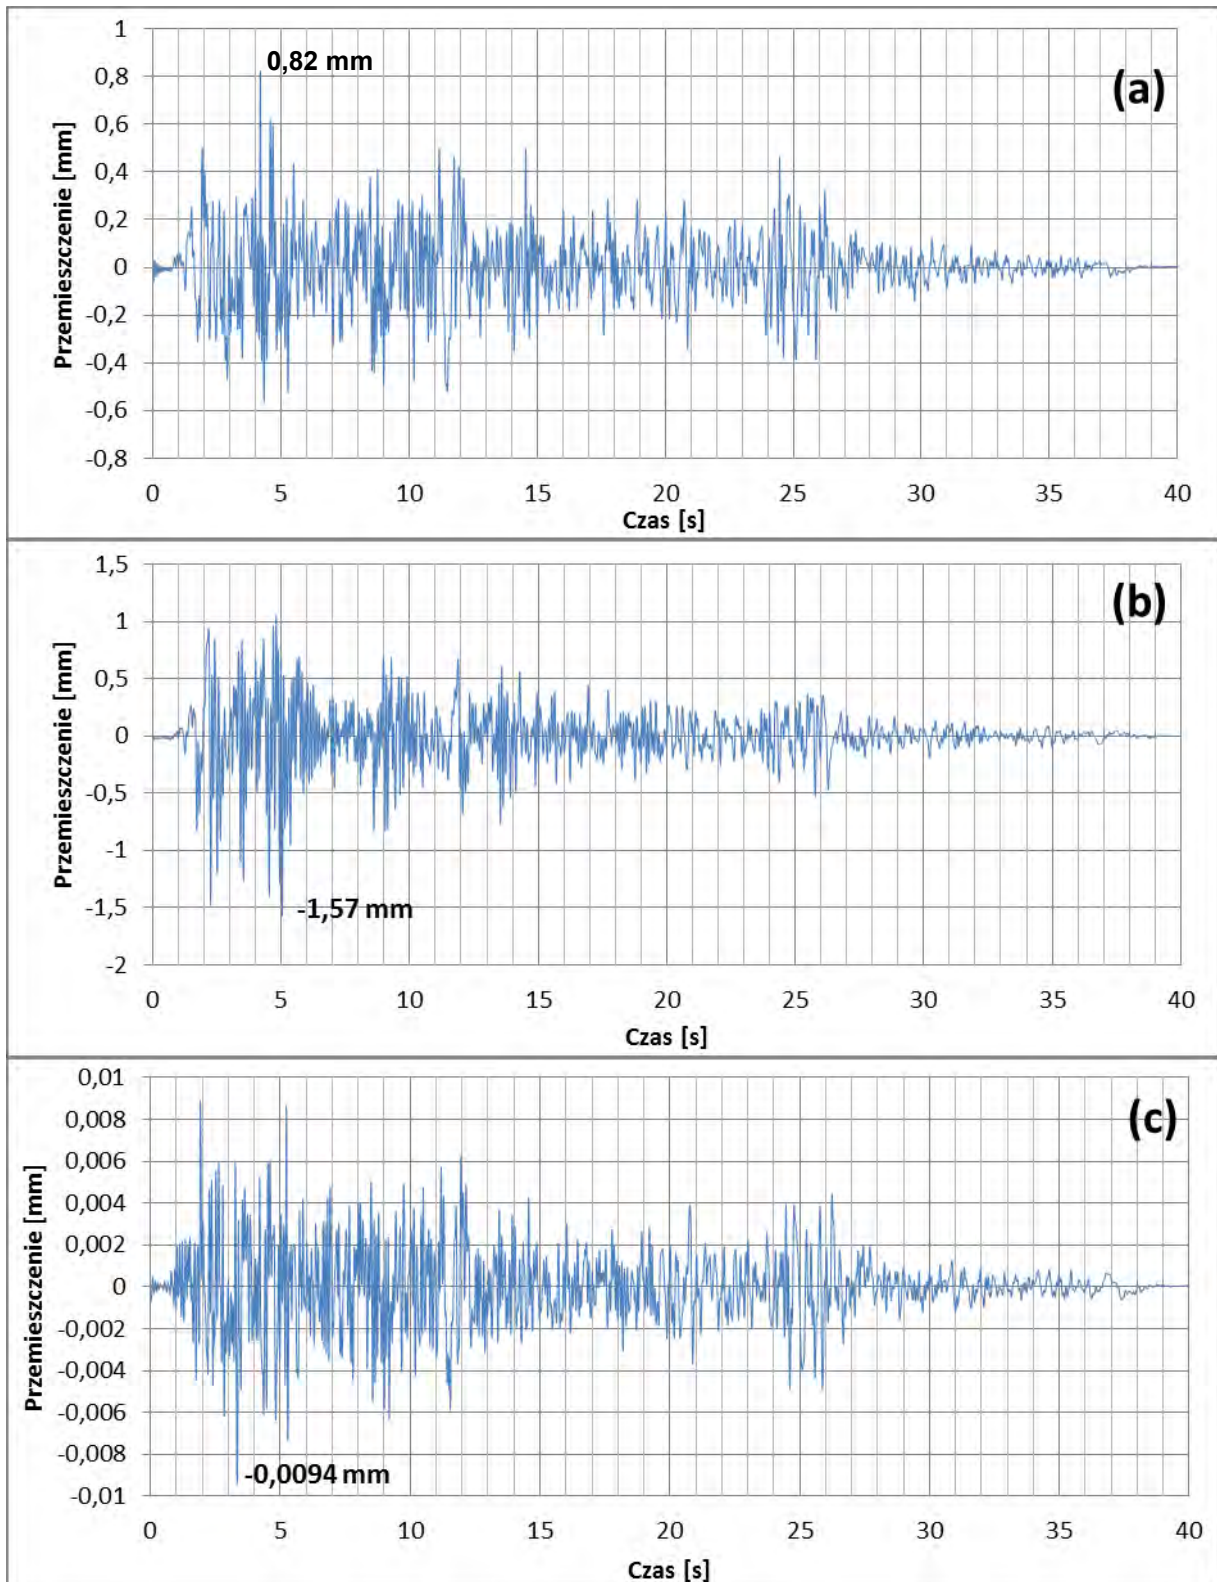 1
0,82 mm
(a)
0,8
0,6
0,4
0,2
0
-0,2
-0,4
-0,6
-0,8
Przemieszczenie [mm]
0 5 10 15 20 25 30 35 40
Czas [s]
1,5
(b)
1
0,5
0
-0,5
-1
-1,5
-1,57 mm
-2
Przemieszczenie [mm]
0 5 10 15 20 25 30 35 40
Czas [s]
0,01
(c)
0,008
0,006
0,004
0,002
0
-0,002
-0,004
-0,006
-0,008
-0,0094 mm
-0,01
Przemieszczenie [mm]
0 5 10 15 20 25 30 35 40
Czas [s]